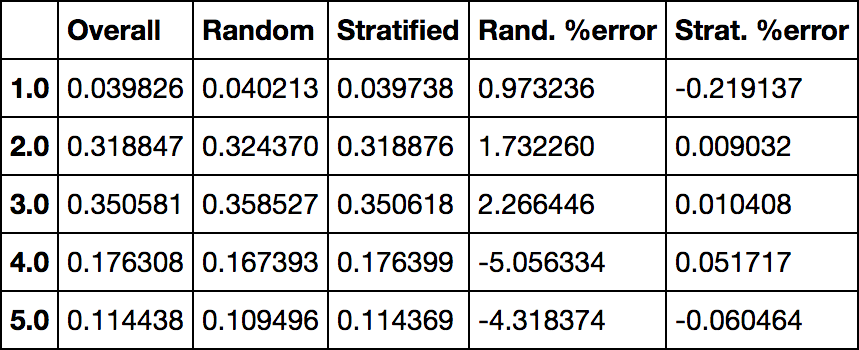 Overall Random Stratified Rand. %error Strat. %error
1.0 0.039826 0.040213 0.039738 0.973236 -0.219137
2.0 0.318847 0.324370 0.318876 1.732260 0.009032
3.0 0.350581 0.358527 0.350618 2.266446 0.010408
4.0 0.176308 0.167393 0.176399 -5.056334 0.051717
5.0 0.114438 0.109496 0.114369 -4.318374 -0.060464